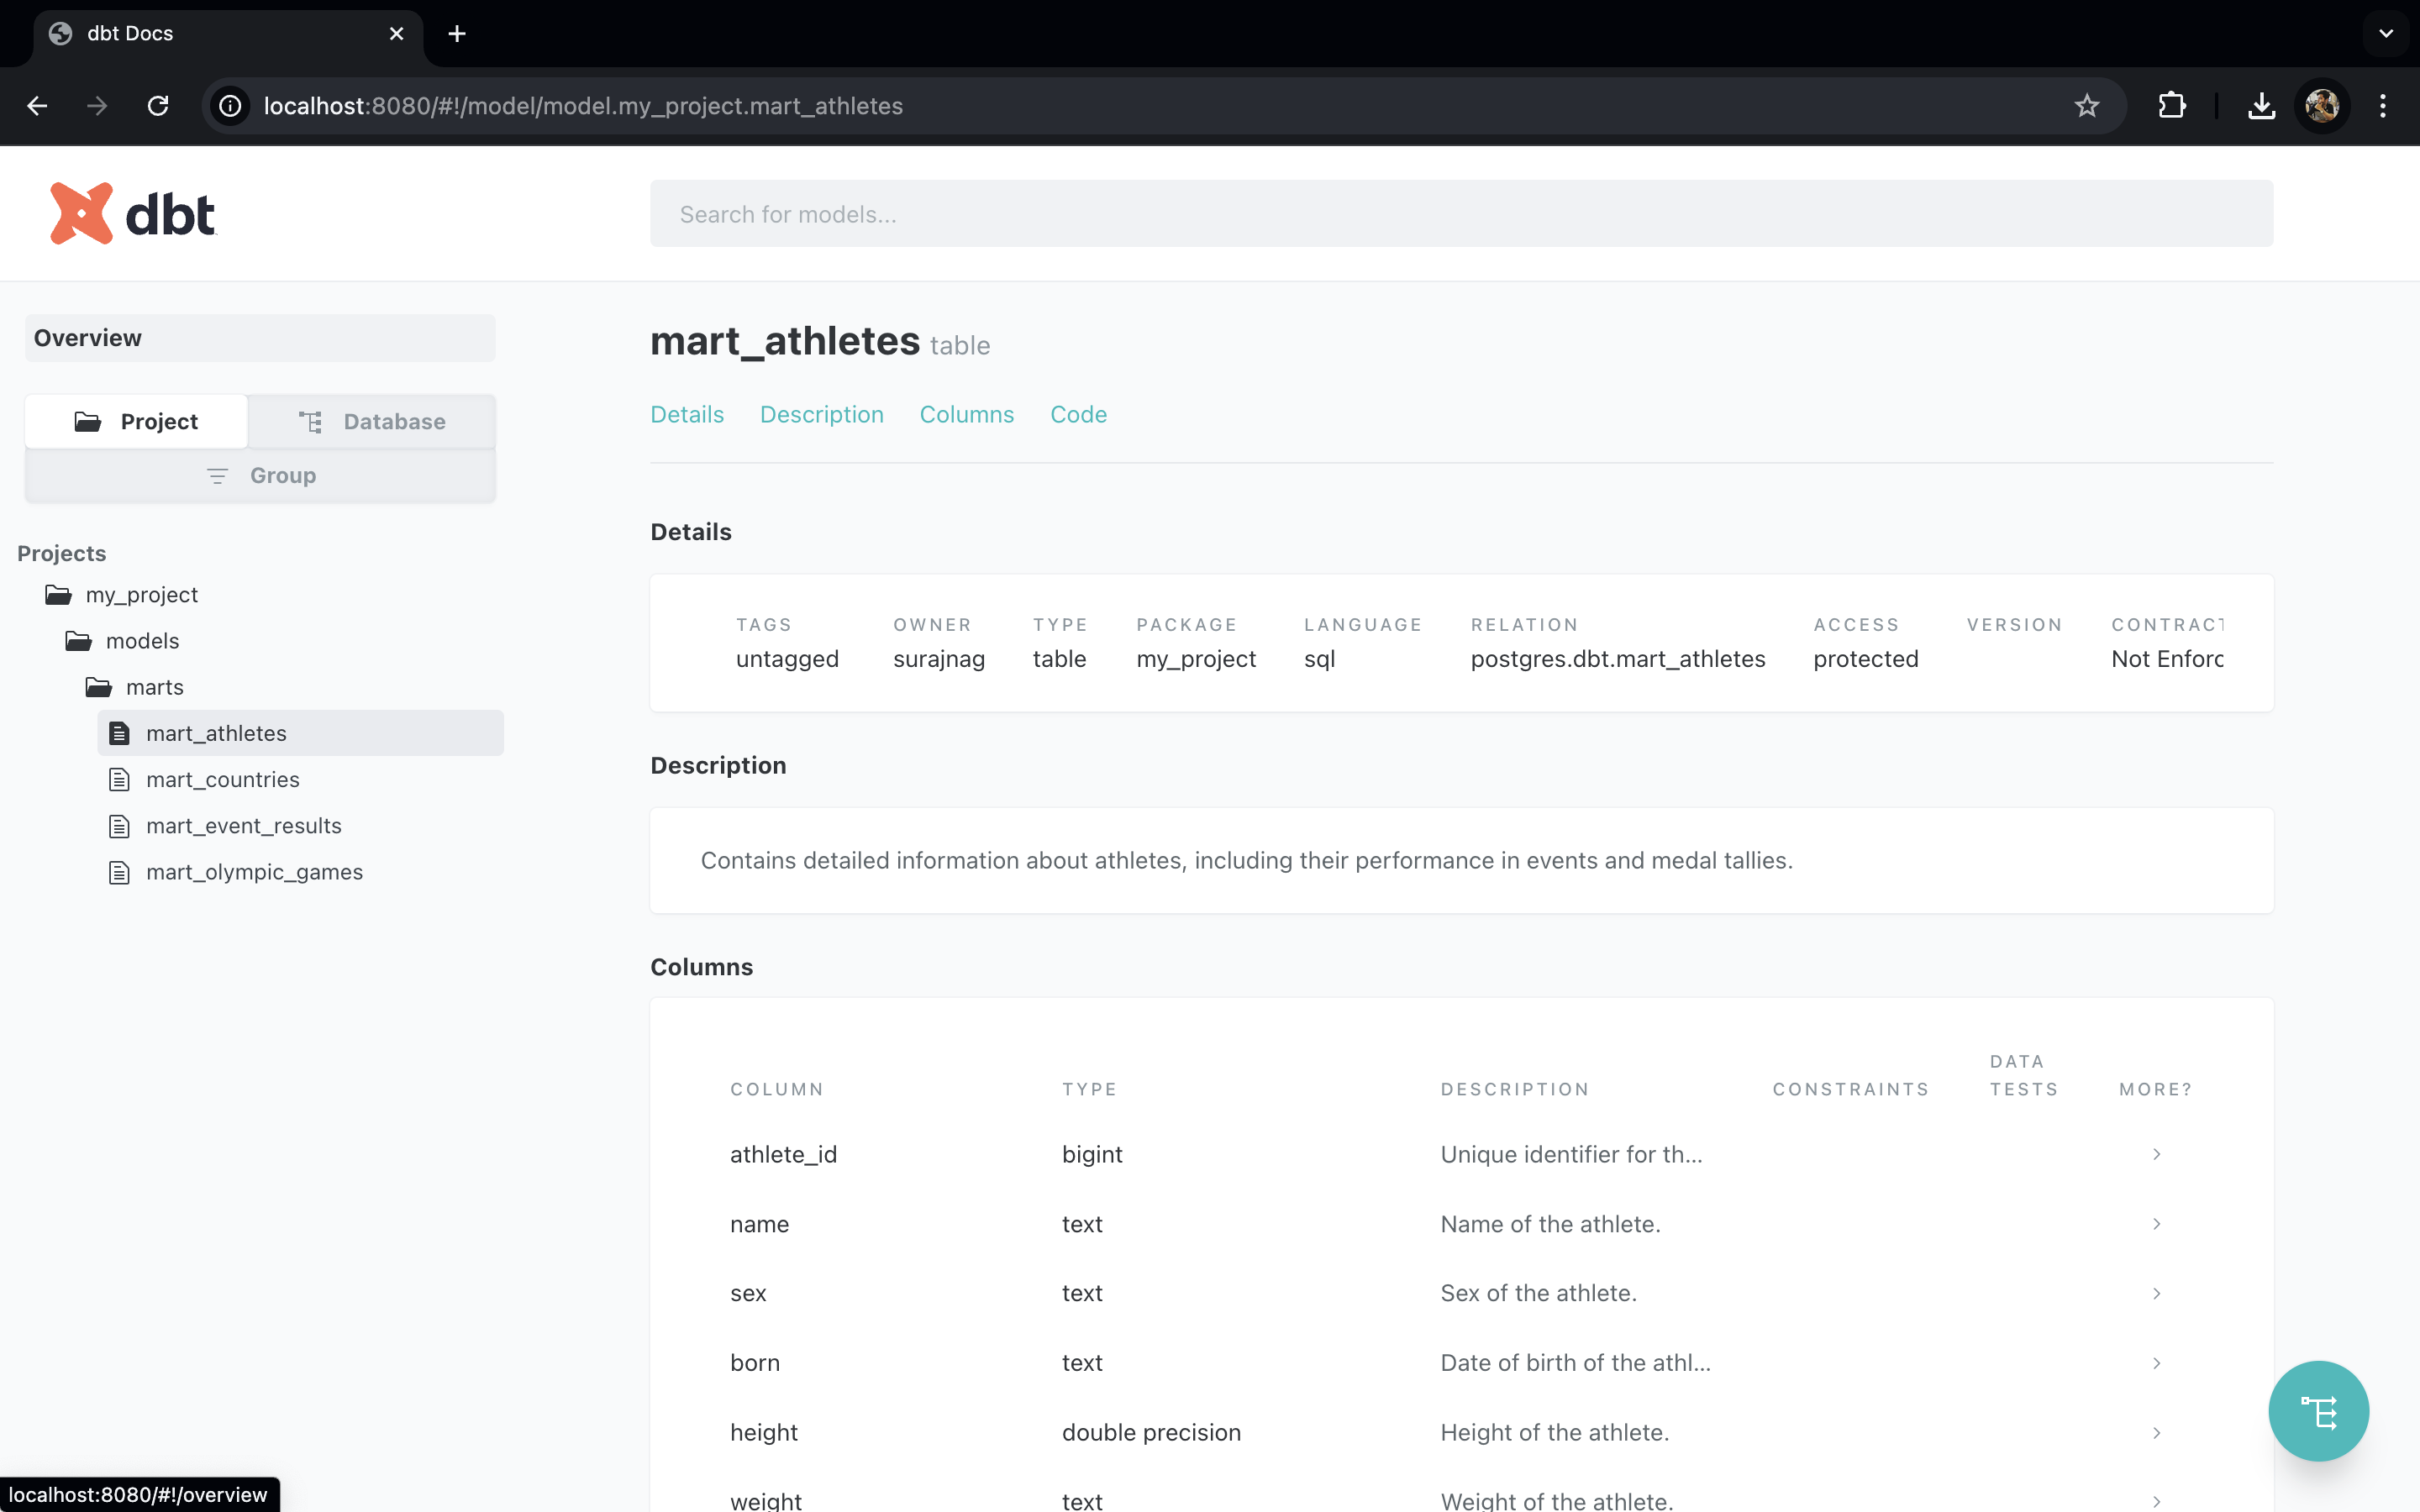 dbt Docs
localhost:8080/#!/model/model.my_project.mart_athletes
dbt
Search for models...
Overview
Project Database
Group
Projects
my_project
models
marts
mart_athletes
mart_countries
mart_event_results
mart_olympic_games
mart_athletes table
Details Description Columns Code
Details
TAGS OWNER TYPE PACKAGE LANGUAGE RELATION ACCESS VERSION CONTRACT
untagged surajnag table my_project sql postgres.dbt.mart_athletes protected Not Enforc
Description
Contains detailed information about athletes, including their performance in events and medal tallies.
Columns
COLUMN TYPE DESCRIPTION CONSTRAINTS DATA TESTS MORE?
athlete_id bigint Unique identifier for th...
name text Name of the athlete.
sex text Sex of the athlete.
born text Date of birth of the athl...
height double precision Height of the athlete.
weight text Weight of the athlete.
localhost:8080/#!/overview